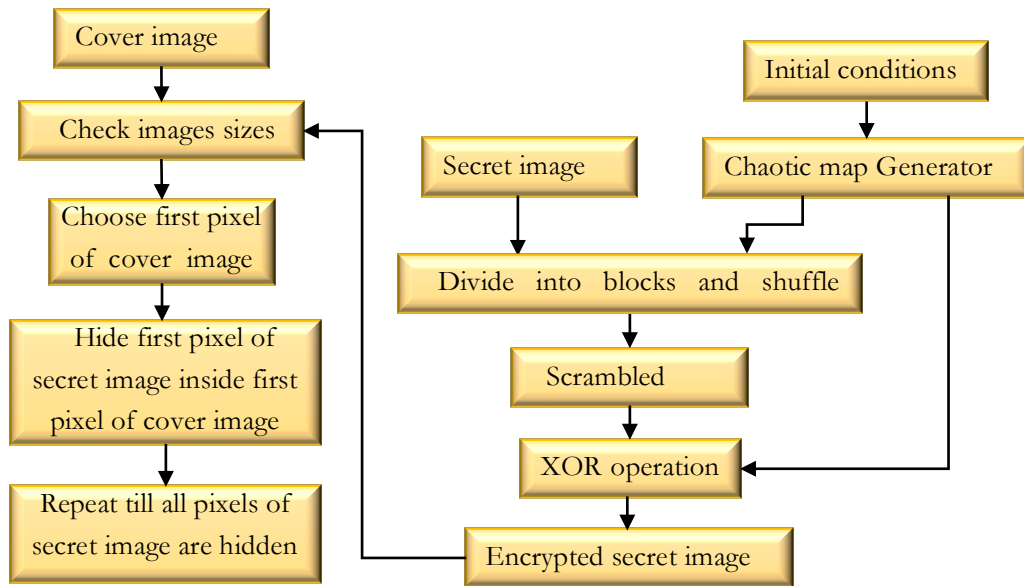 Cover image
Check images sizes
Choose first pixel
of cover image
Hide first pixel of
secret image inside first
pixel of cover image
Repeat till all pixels of
secret image are hidden
Initial conditions
Chaotic map Generator
Secret image
Divide into blocks and shuffle
Scrambled
XOR operation
Encrypted secret image